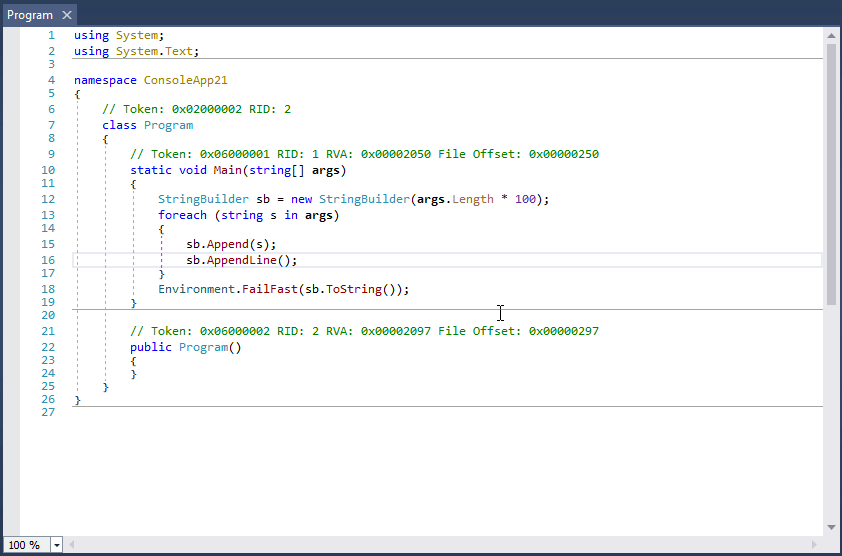 Program
1 using System;
2 using System.Text;
3
4 namespace ConsoleApp21
5 {
6     // Token: 0x02000002 RID: 2
7     class Program
8     {
9         // Token: 0x06000001 RID: 1 RVA: 0x00002050 File Offset: 0x00000250
10         static void Main(string[] args)
11         {
12             StringBuilder sb = new StringBuilder(args.Length * 100);
13             foreach (string s in args)
14             {
15                 sb.Append(s);
16                 sb.AppendLine();
17             }
18             Environment.FailFast(sb.ToString());
19         }
20
21         // Token: 0x06000002 RID: 2 RVA: 0x00002097 File Offset: 0x00000297
22         public Program()
23         {
24         }
25     }
26 }
27
100 %